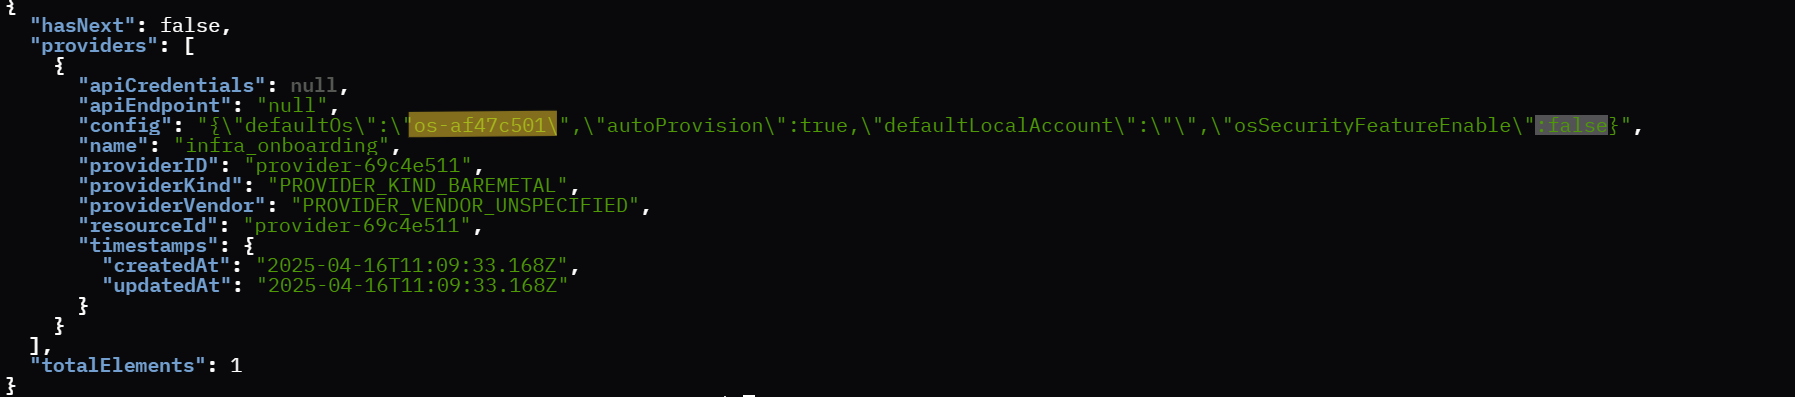 {
"hasNext": false,
"providers": [
{
"apiCredentials": null,
"apiEndpoint": "null",
"config": "{\"defaultOs\":\"os-af47c501\",\"autoProvision\":true,\"defaultLocalAccount\":\"\",\"osSecurityFeatureEnable\":false}",
"name": "infra_onboarding",
"providerID": "provider-69c4e511",
"providerKind": "PROVIDER_KIND_BAREMETAL",
"providerVendor": "PROVIDER_VENDOR_UNSPECIFIED",
"resourceId": "provider-69c4e511",
"timestamps": {
"createdAt": "2025-04-16T11:09:33.168Z",
"updatedAt": "2025-04-16T11:09:33.168Z"
}
}
],
"totalElements": 1
}